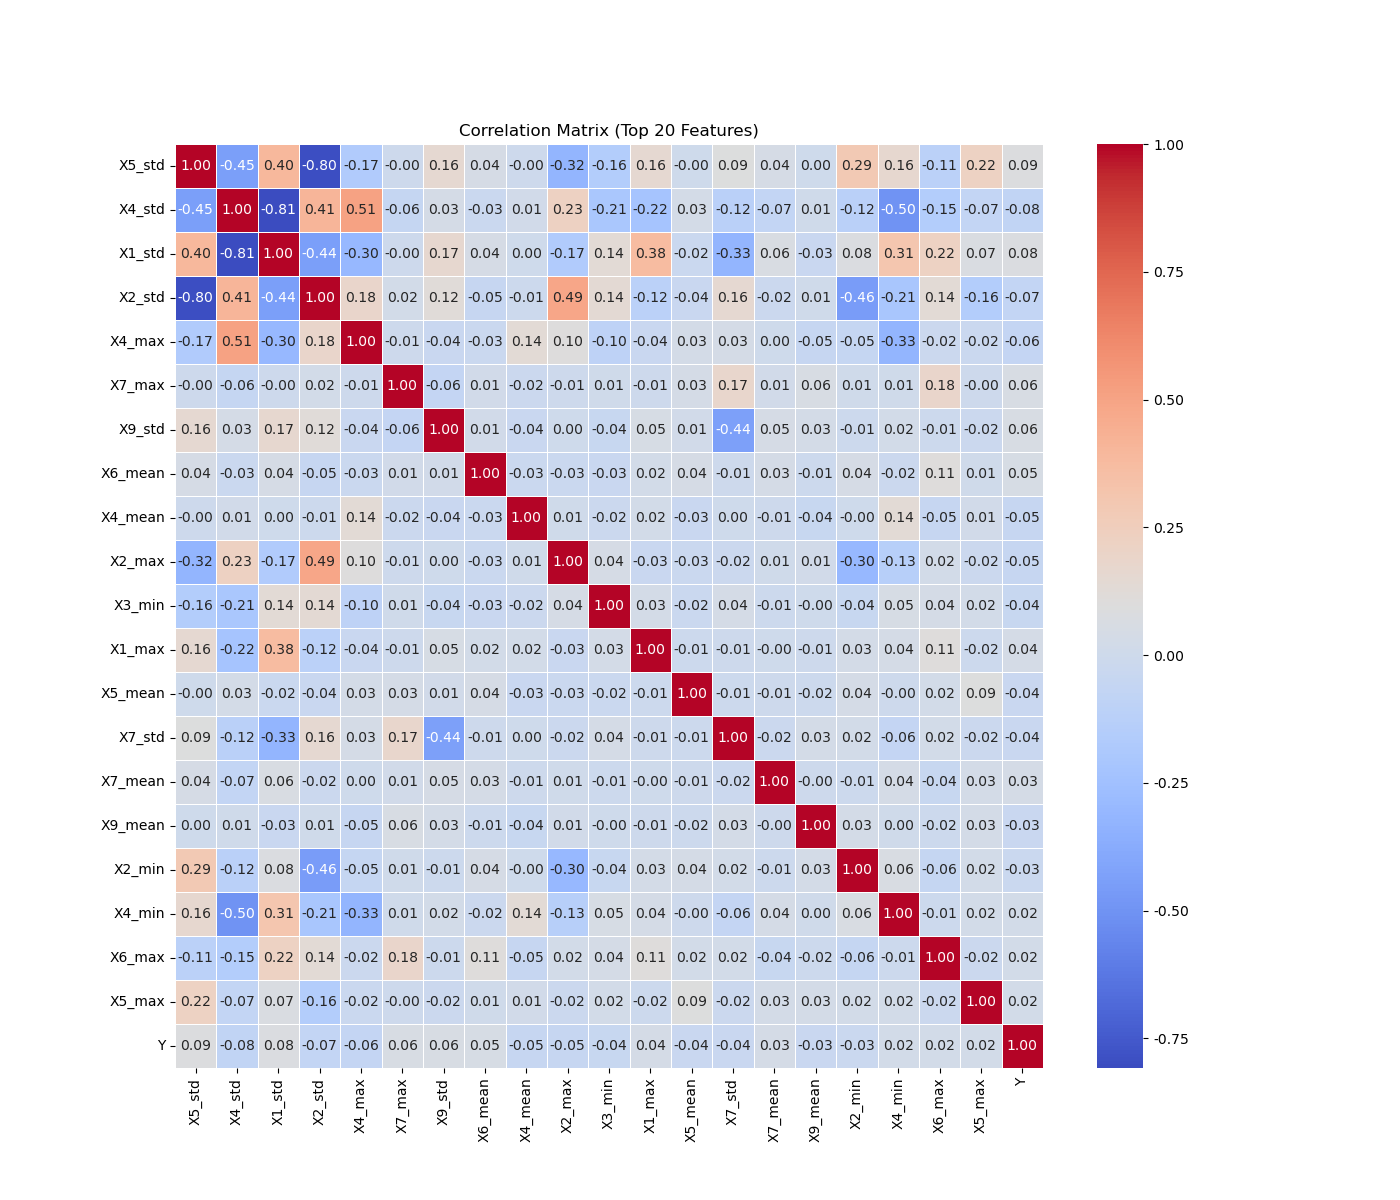 Correlation Matrix (Top 20 Features)
X5_std 1.00 -0.45 0.40 -0.80 -0.17 -0.00 0.16 0.04 -0.00 -0.32 -0.16 0.16 -0.00 0.09 0.04 0.00 0.29 0.16 -0.11 0.22 0.09
X4_std -0.45 1.00 -0.81 0.41 0.51 -0.06 0.03 -0.03 0.01 0.23 -0.21 -0.22 0.03 -0.12 -0.07 0.01 -0.12 -0.50 -0.15 -0.07 -0.08
X1_std 0.40 -0.81 1.00 -0.44 -0.30 -0.00 0.17 0.04 0.00 -0.17 0.14 0.38 -0.02 -0.33 0.06 -0.03 0.08 0.31 0.22 0.07 0.08
X2_std -0.80 0.41 -0.44 1.00 0.18 0.02 0.12 -0.05 -0.01 0.49 0.14 -0.12 -0.04 0.16 -0.02 0.01 -0.46 -0.21 0.14 -0.16 -0.07
X4_max -0.17 0.51 -0.30 0.18 1.00 -0.01 -0.04 -0.03 0.14 0.10 -0.10 -0.04 0.03 0.03 0.00 -0.05 -0.05 -0.33 -0.02 -0.02 -0.06
X7_max -0.00 -0.06 -0.00 0.02 -0.01 1.00 -0.06 0.01 -0.02 -0.01 0.01 -0.01 0.03 0.17 0.01 0.06 0.01 0.01 0.18 -0.00 0.06
X9_std 0.16 0.03 0.17 0.12 -0.04 -0.06 1.00 0.01 -0.04 0.00 -0.04 0.05 0.01 -0.44 0.05 0.03 -0.01 0.02 -0.01 -0.02 0.06
X6_mean 0.04 -0.03 0.04 -0.05 -0.03 0.01 0.01 1.00 -0.03 -0.03 -0.03 0.02 0.04 -0.01 0.03 -0.01 0.04 -0.02 0.11 0.01 0.05
X4_mean -0.00 0.01 0.00 -0.01 0.14 -0.02 -0.04 -0.03 1.00 0.01 -0.02 0.02 -0.03 0.00 -0.01 -0.04 -0.00 0.14 -0.05 0.01 -0.05
X2_max -0.32 0.23 -0.17 0.49 0.10 -0.01 0.00 -0.03 0.01 1.00 0.04 -0.03 -0.03 -0.02 0.01 0.01 -0.30 -0.13 0.02 -0.02 -0.05
X3_min -0.16 -0.21 0.14 0.14 -0.10 0.01 -0.04 -0.03 -0.02 0.04 1.00 0.03 -0.02 0.04 -0.01 -0.00 -0.04 0.05 0.04 0.02 -0.04
X1_max 0.16 -0.22 0.38 -0.12 -0.04 -0.01 0.05 0.02 0.02 -0.03 0.03 1.00 -0.01 -0.01 -0.00 -0.01 0.03 0.04 0.11 -0.02 0.04
X5_mean -0.00 0.03 -0.02 -0.04 0.03 0.03 0.01 0.04 -0.03 -0.03 -0.02 -0.01 1.00 -0.01 -0.01 -0.02 0.04 -0.00 0.02 0.09 -0.04
X7_std 0.09 -0.12 -0.33 0.16 0.03 0.17 -0.44 -0.01 0.00 -0.02 0.04 -0.01 -0.01 1.00 -0.02 0.03 0.02 -0.06 0.02 -0.02 -0.04
X7_mean 0.04 -0.07 0.06 -0.02 0.00 0.01 0.05 0.03 -0.01 0.01 -0.01 -0.00 -0.01 -0.02 1.00 -0.00 -0.01 0.04 -0.04 0.03 0.03
X9_mean 0.00 0.01 -0.03 0.01 -0.05 0.06 0.03 -0.01 -0.04 0.01 -0.00 -0.01 -0.02 0.03 -0.00 1.00 0.03 0.00 -0.02 0.03 -0.03
X2_min 0.29 -0.12 0.08 -0.46 -0.05 0.01 -0.01 0.04 -0.00 -0.30 -0.04 0.03 0.04 0.02 -0.01 0.03 1.00 0.06 -0.06 0.02 -0.03
X4_min 0.16 -0.50 0.31 -0.21 -0.33 0.01 0.02 -0.02 0.14 -0.13 0.05 0.04 -0.00 -0.06 0.04 0.00 0.06 1.00 -0.01 0.02 0.02
X6_max -0.11 -0.15 0.22 0.14 -0.02 0.18 -0.01 0.11 -0.05 0.02 0.04 0.11 0.02 0.02 -0.04 -0.02 -0.06 -0.01 1.00 -0.02 0.02
X5_max 0.22 -0.07 0.07 -0.16 -0.02 -0.00 -0.02 0.01 0.01 -0.02 0.02 -0.02 0.09 -0.02 0.03 0.03 0.02 0.02 -0.02 1.00 0.02
Y 0.09 -0.08 0.08 -0.07 -0.06 0.06 0.06 0.05 -0.05 -0.05 -0.04 0.04 -0.04 -0.04 0.03 -0.03 -0.03 0.02 0.02 0.02 1.00
X5_std X4_std X1_std X2_std X4_max X7_max X9_std X6_mean X4_mean X2_max X3_min X1_max X5_mean X7_std X7_mean X9_mean X2_min X4_min X6_max X5_max Y
1.00
0.75
0.50
0.25
0.00
-0.25
-0.50
-0.75